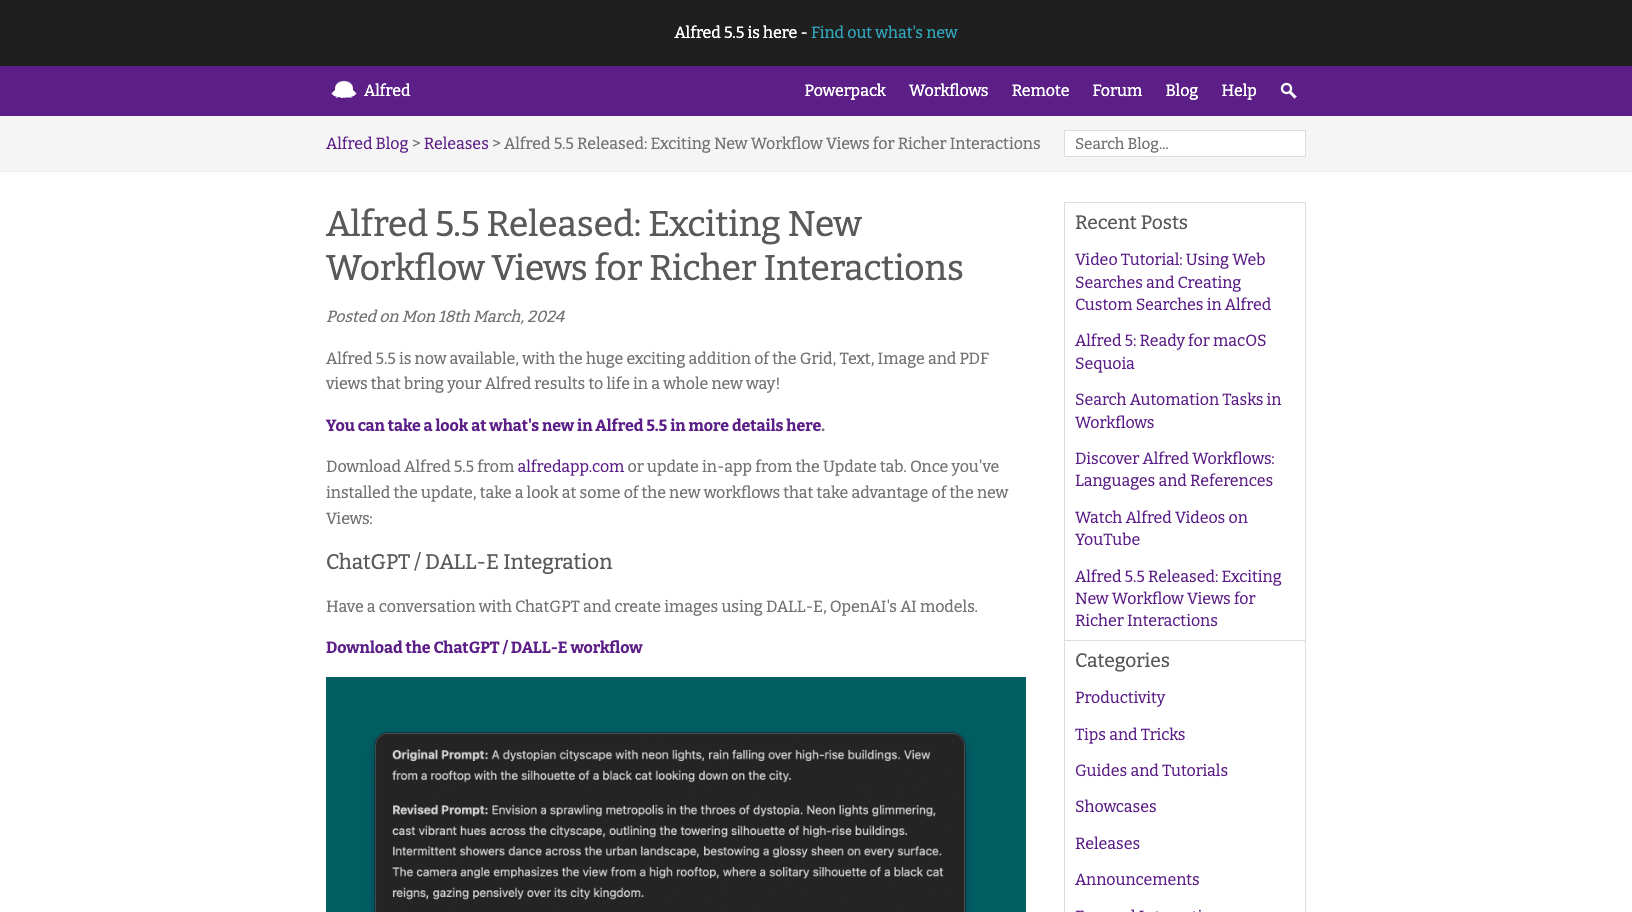 Alfred 5.5 is here - Find out what's new
Alfred
Powerpack Workflows Remote Forum Blog Help
Alfred Blog > Releases > Alfred 5.5 Released: Exciting New Workflow Views for Richer Interactions
Search Blog...
Alfred 5.5 Released: Exciting New
Workflow Views for Richer Interactions
Posted on Mon 18th March, 2024
Alfred 5.5 is now available, with the huge exciting addition of the Grid, Text, Image and PDF
views that bring your Alfred results to life in a whole new way!
You can take a look at what's new in Alfred 5.5 in more details here.
Download Alfred 5.5 from alfredapp.com or update in-app from the Update tab. Once you've
installed the update, take a look at some of the new workflows that take advantage of the new
Views:
ChatGPT / DALL-E Integration
Have a conversation with ChatGPT and create images using DALL-E, OpenAI's AI models.
Download the ChatGPT / DALL-E workflow
Original Prompt: A dystopian cityscape with neon lights, rain falling over high-rise buildings. View
from a rooftop with the silhouette of a black cat looking down on the city.
Revised Prompt: Envision a sprawling metropolis in the throes of dystopia. Neon lights glimmering,
cast vibrant hues across the cityscape, outlining the towering silhouette of high-rise buildings.
Intermittent showers dance across the urban landscape, bestowing a glossy sheen on every surface.
The camera angle emphasizes the view from a high rooftop, where a solitary silhouette of a black cat
reigns, gazing pensively over its city kingdom.
Recent Posts
Video Tutorial: Using Web
Searches and Creating
Custom Searches in Alfred
Alfred 5: Ready for macOS
Sequoia
Search Automation Tasks in
Workflows
Discover Alfred Workflows:
Languages and References
Watch Alfred Videos on
YouTube
Alfred 5.5 Released: Exciting
New Workflow Views for
Richer Interactions
Categories
Productivity
Tips and Tricks
Guides and Tutorials
Showcases
Releases
Announcements